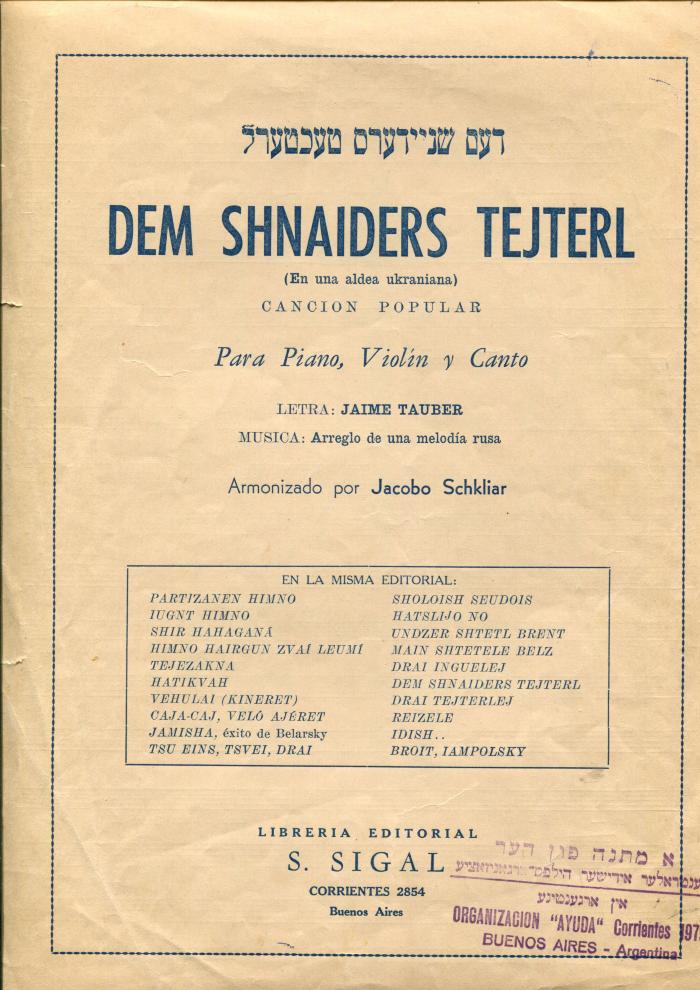 דעם שניידערס טעכטערל
DEM SHNAIDERS TEJTERL
(En una aldea ukraniana)
CANCION POPULAR
Para Piano, Violín y Canto
LETRA: JAIME TAUBER
MUSICA: Arreglo de una melodía rusa
Armonizado por Jacobo Schkliar
EN LA MISMA EDITORIAL:
PARTIZANEN HIMNO
IUGNT HIMNO
SHIR HAHAGANÁ
HIMNO HAIRGUN ZVAÍ LEUMÍ
TEJEZAKNA
HATIKVAH
VEHULAI (KINERET)
CAJA-CAJ, VELÓ AJÉRET
JAMISHA, éxito de Belarsky
TSU EINS, TSVEI, DRAI
SHOLOISH SEUDOIS
HATSLIJO NO
UNDZER SHTETL BRENT
MAIN SHTETELE BELZ
DRAI INGUELEJ
DEM SHNAIDERS TEJTERL
DRAI TEJTERLEJ
REIZELE
IDISH..
BROIT, IAMPOLSKY
LIBRERIA EDITORIAL
S. SIGAL
CORRIENTES 2854
Buenos Aires
א מתנה פון דער
אידישער הילפס
אין ארגענטינע
ORGANIZACION "AYUDA" Corrientes
BUENOS AIRES - Argentina